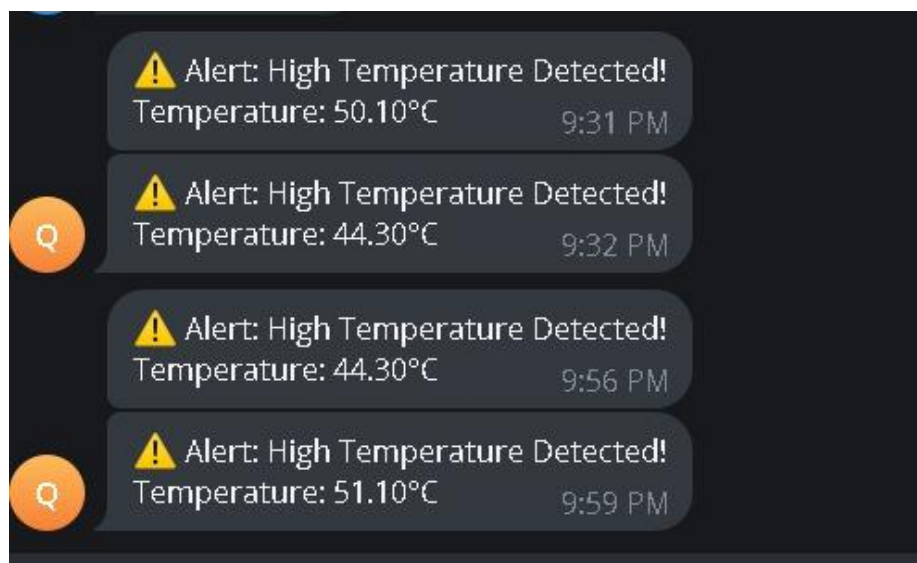 ⚠️ Alert: High Temperature Detected!
Temperature: 50.10°C
9:31 PM
⚠️ Alert: High Temperature Detected!
Temperature: 44.30°C
9:32 PM
Q
⚠️ Alert: High Temperature Detected!
Temperature: 44.30°C
9:56 PM
⚠️ Alert: High Temperature Detected!
Temperature: 51.10°C
9:59 PM
Q